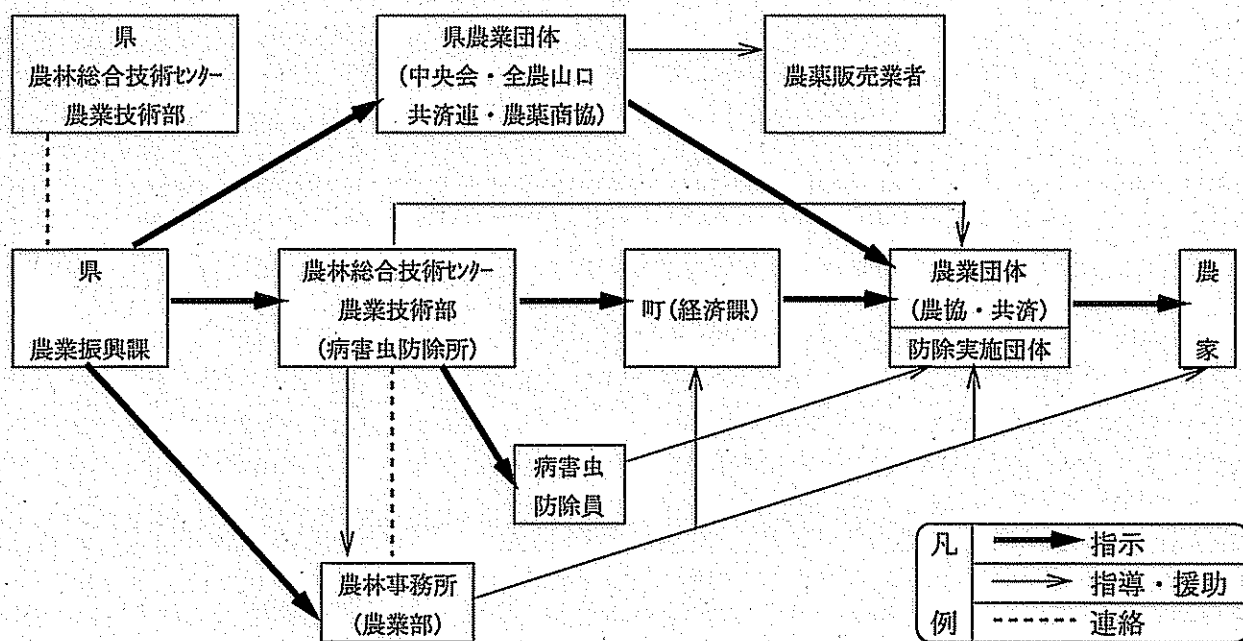 県
農林総合技術センター
農業技術部
県農業団体
(中央会・全農山口
共済連・農薬商協)
農薬販売業者
県
農業振興課
農林総合技術センター
農業技術部
(病害虫防除所)
町(経済課)
農業団体
(農協・共済)
防除実施団体
農
家
病害虫
防除員
農林事務所
(農業部)
凡
例
指示
指導・援助
連絡